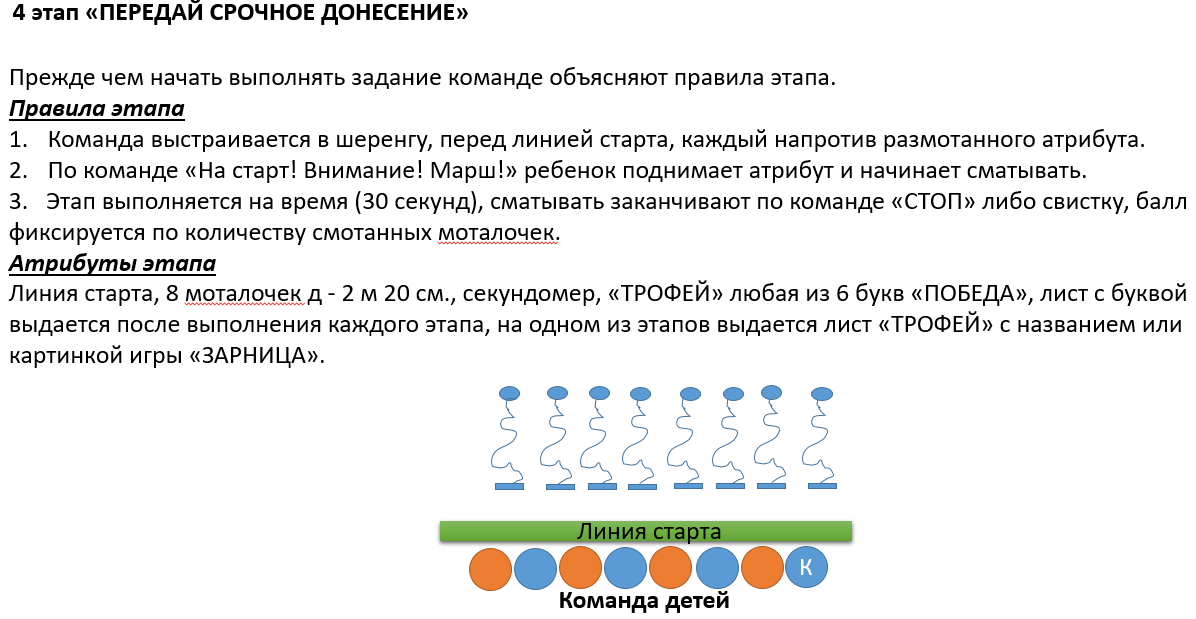 4 этап «ПЕРЕДАЙ СРОЧНОЕ ДОНЕСЕНИЕ»
Прежде чем начать выполнять задание команде объясняют правила этапа.
Правила этапа
1. Команда выстраивается в шеренгу, перед линией старта, каждый напротив размотанного атрибута.
2. По команде «На старт! Внимание! Марш!» ребенок поднимает атрибут и начинает сматывать.
3. Этап выполняется на время (30 секунд), сматывать заканчивают по команде «СТОП» либо свистку, балл
фиксируется по количеству смотанных моталочек.
Атрибуты этапа
Линия старта, 8 моталочек д - 2 м 20 см., секундомер, «ТРОФЕЙ» любая из 6 букв «ПОБЕДА», лист с буквой
выдается после выполнения каждого этапа, на одном из этапов выдается лист «ТРОФЕЙ» с названием или
картинкой игры «ЗАРНИЦА».
Линия старта
К
Команда детей